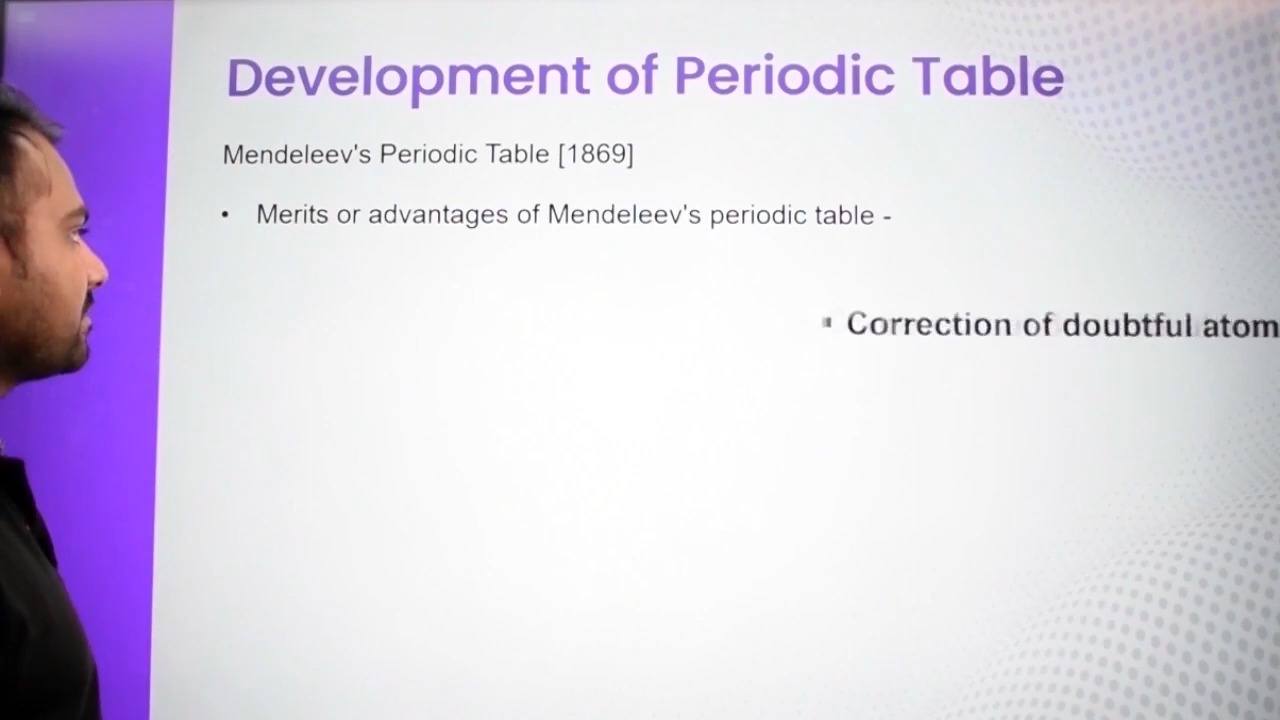 Development of Periodic Table
Mendeleev's Periodic Table [1869]
• Merits or advantages of Mendeleev's periodic table -
▪ Correction of doubtful atom